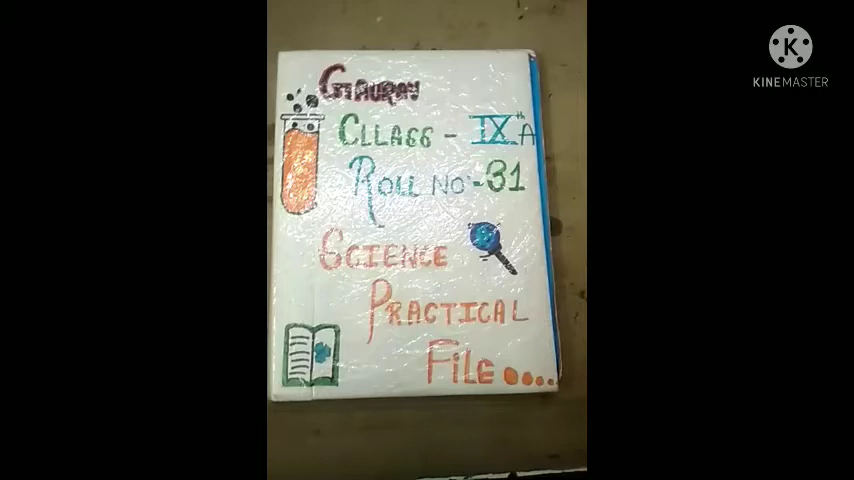 GAURAV
CLLASS - IXth A
ROLL NO:- 31
SCIENCE
PRACTICAL
FILE....
KINEMASTER